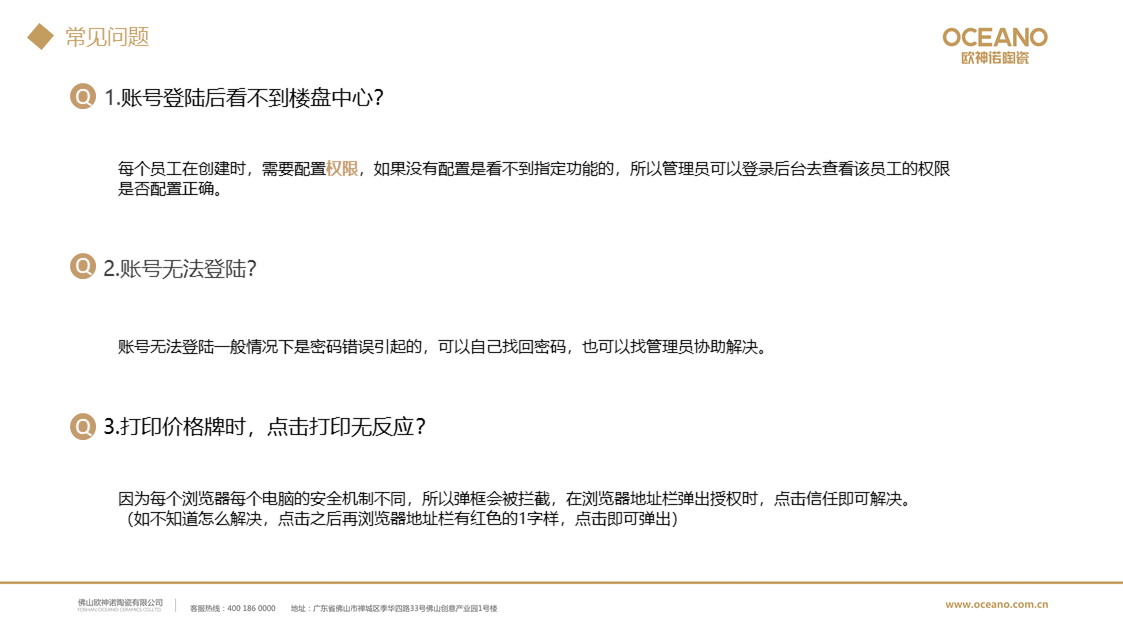 常见问题
OCEANO
欧神诺陶瓷
Q 1.账号登陆后看不到楼盘中心?
每个员工在创建时，需要配置权限，如果没有配置是看不到指定功能的，所以管理员可以登录后台去查看该员工的权限
是否配置正确。
Q 2.账号无法登陆?
账号无法登陆一般情况下是密码错误引起的，可以自己找回密码，也可以找管理员协助解决。
Q 3.打印价格牌时，点击打印无反应?
因为每个浏览器每个电脑的安全机制不同，所以弹框会被拦截，在浏览器地址栏弹出授权时，点击信任即可解决。
（如不知道怎么解决，点击之后再浏览器地址栏有红色的1字样，点击即可弹出）
佛山欧神诺陶瓷有限公司
FOSHAN OCEANO CERAMICS CO.,LTD.
客服热线：400 186 0000 地址：广东省佛山市禅城区季华四路33号佛山创意产业园1号楼
www.oceano.com.cn